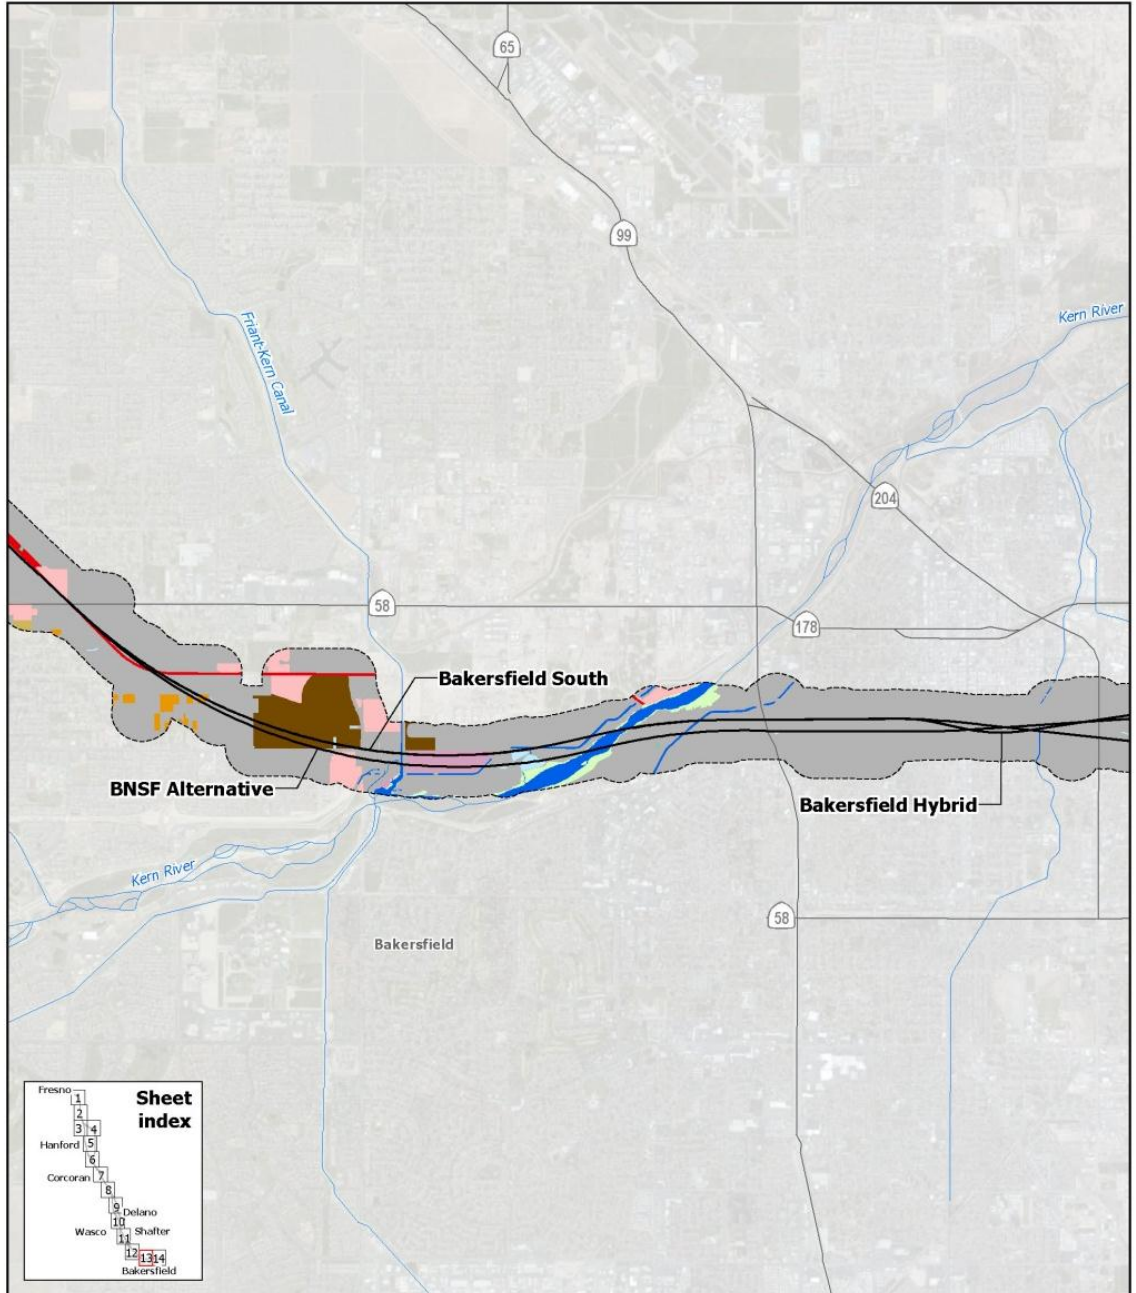 65
99
Kern River
Friant-Kern Canal
204
58
178
Bakersfield South
BNSF Alternative
Bakersfield Hybrid
Kern River
58
Bakersfield
Sheet
index
Fresno
1
2
3 4
Hanford 5
6
Corcoran 7
8
9
Delano
10
Wasco Shafter
11
12 13 14
Bakersfield